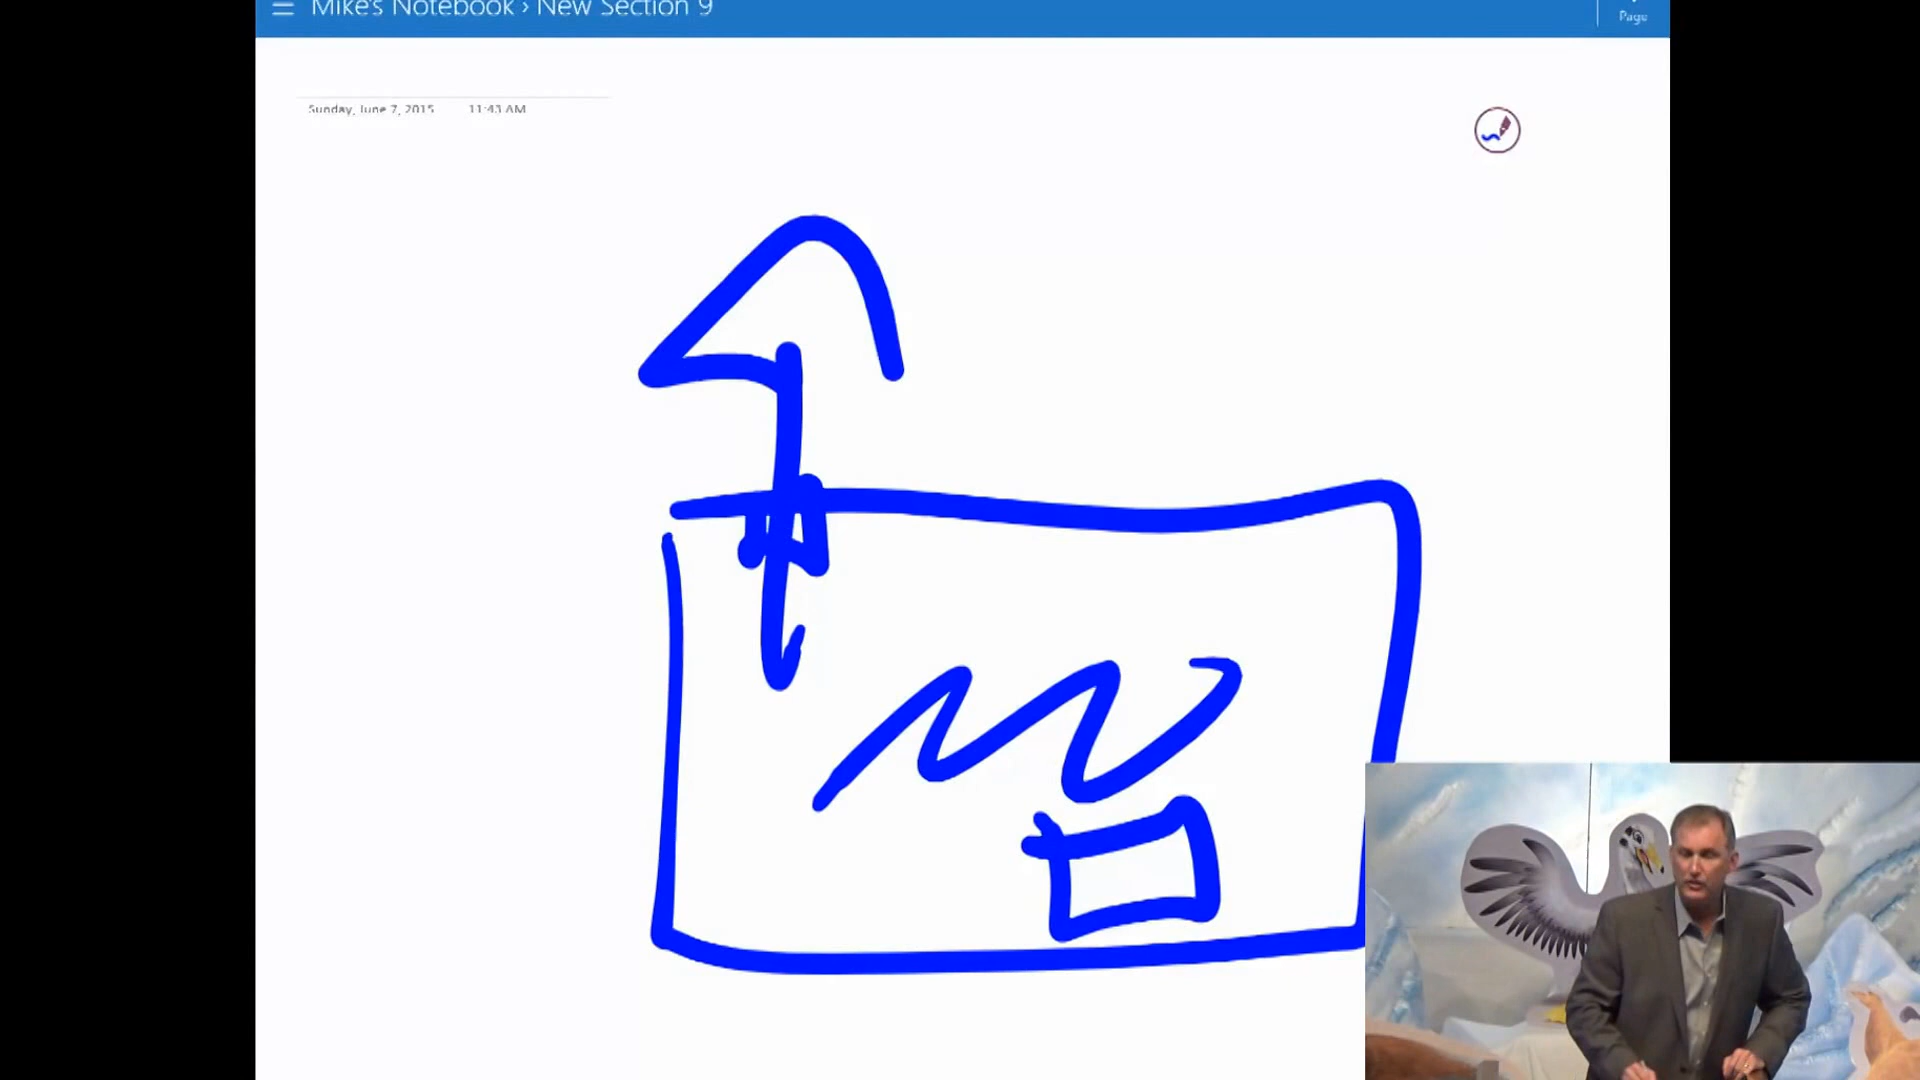 Mike's Notebook › New Section 9
Page
Sunday, June 7, 2015 11:43 AM